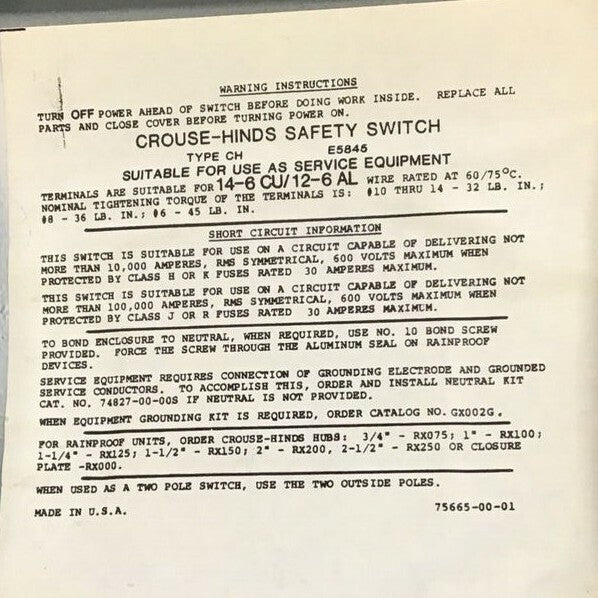 WARNING INSTRUCTIONS
TURN OFF POWER AHEAD OF SWITCH BEFORE DOING WORK INSIDE. REPLACE ALL
PARTS AND CLOSE COVER BEFORE TURNING POWER ON.
CROUSE-HINDS SAFETY SWITCH
TYPE CH E5845
SUITABLE FOR USE AS SERVICE EQUIPMENT
TERMINALS ARE SUITABLE FOR 14-6 CU/12-6 AL WIRE RATED AT 60/75°C.
NOMINAL TIGHTENING TORQUE OF THE TERMINALS IS: #10 THRU 14 - 32 LB. IN.;
#8 - 36 LB. IN.; #6 - 45 LB. IN.
SHORT CIRCUIT INFORMATION
THIS SWITCH IS SUITABLE FOR USE ON A CIRCUIT CAPABLE OF DELIVERING NOT
MORE THAN 10,000 AMPERES, RMS SYMMETRICAL, 600 VOLTS MAXIMUM WHEN
PROTECTED BY CLASS H OR K FUSES RATED 30 AMPERES MAXIMUM.
THIS SWITCH IS SUITABLE FOR USE ON A CIRCUIT CAPABLE OF DELIVERING NOT
MORE THAN 100,000 AMPERES, RMS SYMMETRICAL, 600 VOLTS MAXIMUM WHEN
PROTECTED BY CLASS J OR R FUSES RATED 30 AMPERES MAXIMUM.
TO BOND ENCLOSURE TO NEUTRAL, WHEN REQUIRED, USE NO. 10 BOND SCREW
PROVIDED. FORCE THE SCREW THROUGH THE ALUMINUM SEAL ON RAINPROOF
DEVICES.
SERVICE EQUIPMENT REQUIRES CONNECTION OF GROUNDING ELECTRODE AND GROUNDED
SERVICE CONDUCTORS. TO ACCOMPLISH THIS, ORDER AND INSTALL NEUTRAL KIT
CAT. NO. 74827-00-00S IF NEUTRAL IS NOT PROVIDED.
WHEN EQUIPMENT GROUNDING KIT IS REQUIRED, ORDER CATALOG NO. GX002G.
FOR RAINPROOF UNITS, ORDER CROUSE-HINDS HUBS: 3/4" - RX075; 1" - RX100;
1-1/4" - RX125; 1-1/2" - RX150; 2" - RX200, 2-1/2" - RX250 OR CLOSURE
PLATE -RX000.
WHEN USED AS A TWO POLE SWITCH, USE THE TWO OUTSIDE POLES.
MADE IN U.S.A. 75665-00-01